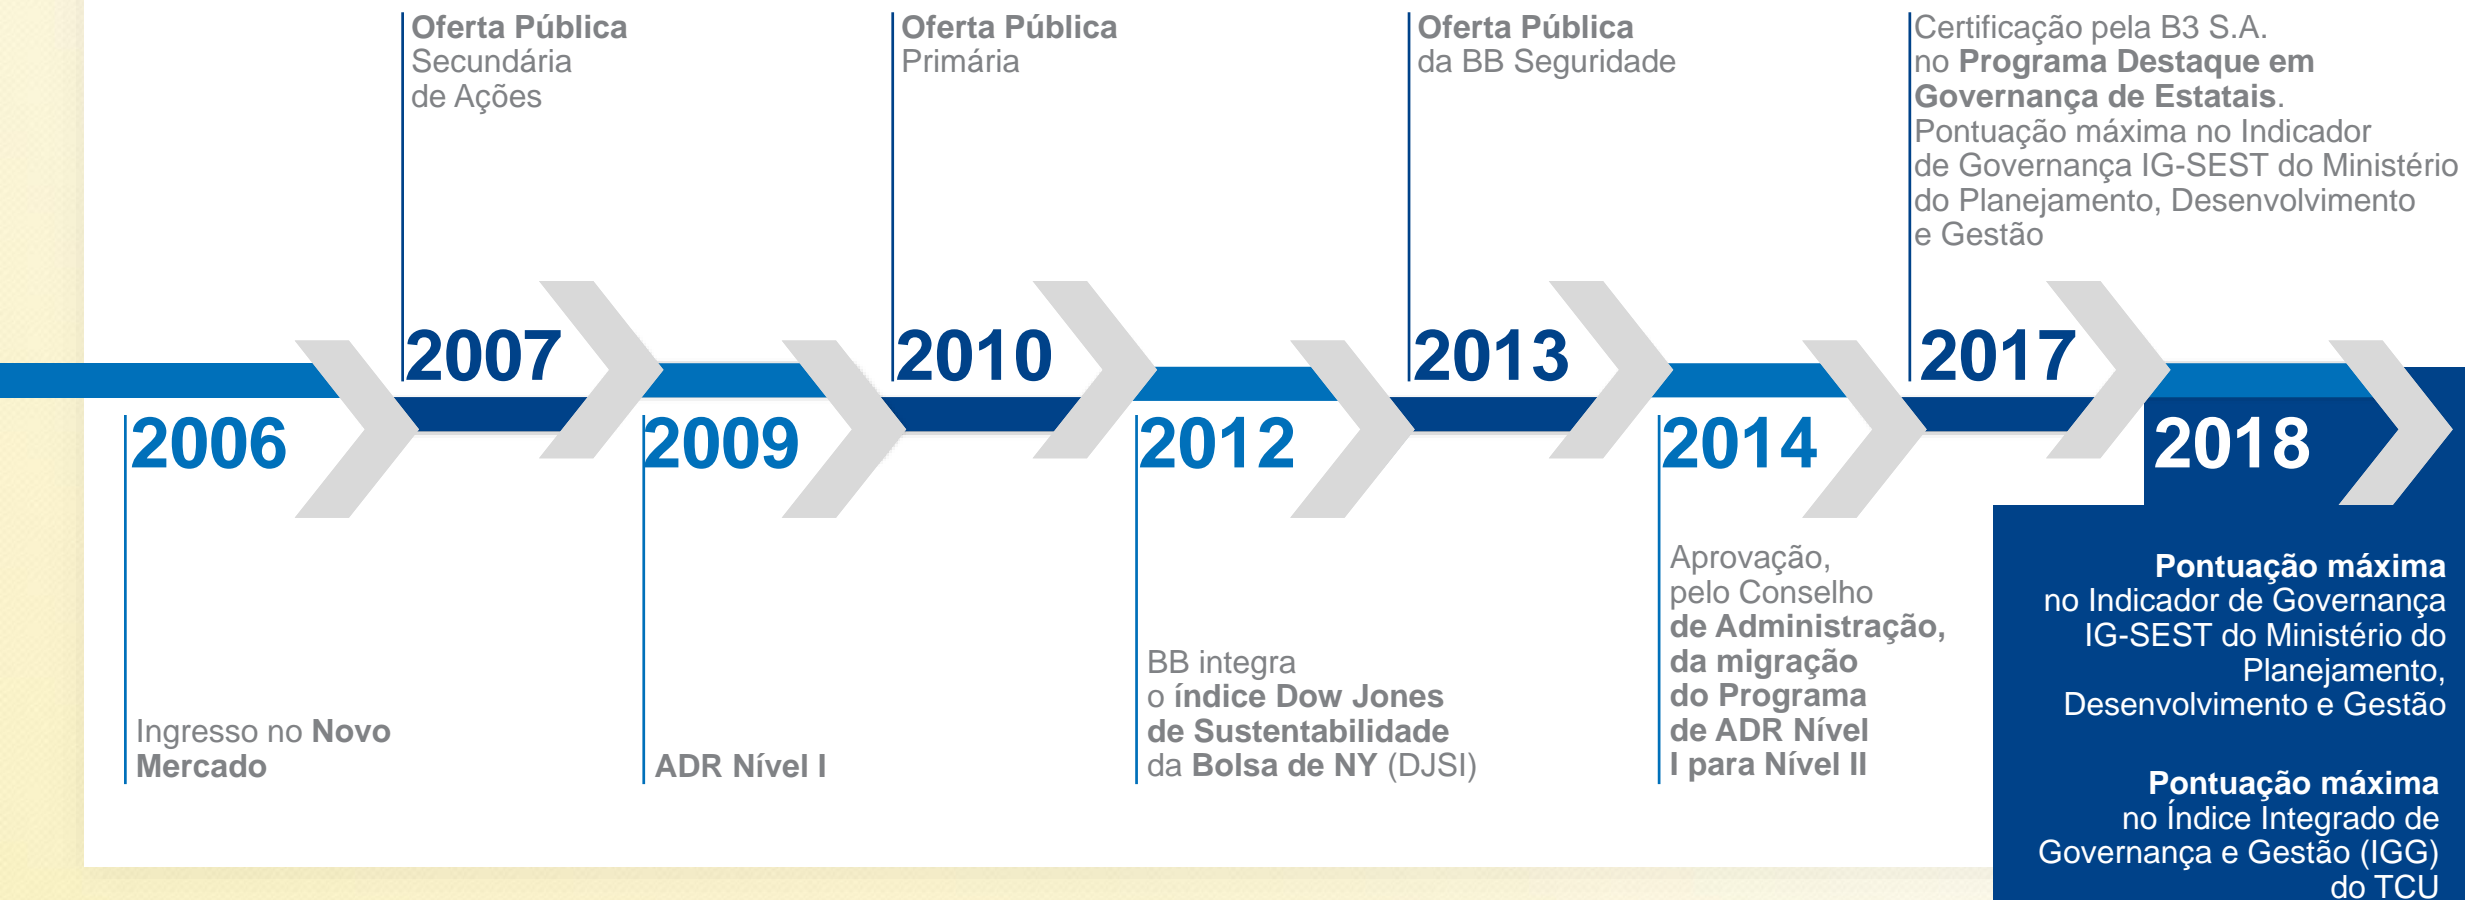 Oferta Pública
Secundária
de Ações
Oferta Pública
Primária
Oferta Pública
da BB Seguridade
Certificação pela B3 S.A.
no Programa Destaque em
Governança de Estatais.
Pontuação máxima no Indicador
de Governança IG-SEST do Ministério
do Planejamento, Desenvolvimento
e Gestão
2007
2010
2013
2017
2006
2009
2012
2014
2018
Ingresso no Novo
Mercado
ADR Nível I
BB integra
o índice Dow Jones
de Sustentabilidade
da Bolsa de NY (DJSI)
Aprovação,
pelo Conselho
de Administração,
da migração
do Programa
de ADR Nível
I para Nível II
Pontuação máxima
no Indicador de Governança
IG-SEST do Ministério do
Planejamento,
Desenvolvimento e Gestão
Pontuação máxima
no Índice Integrado de
Governança e Gestão (IGG)
do TCU